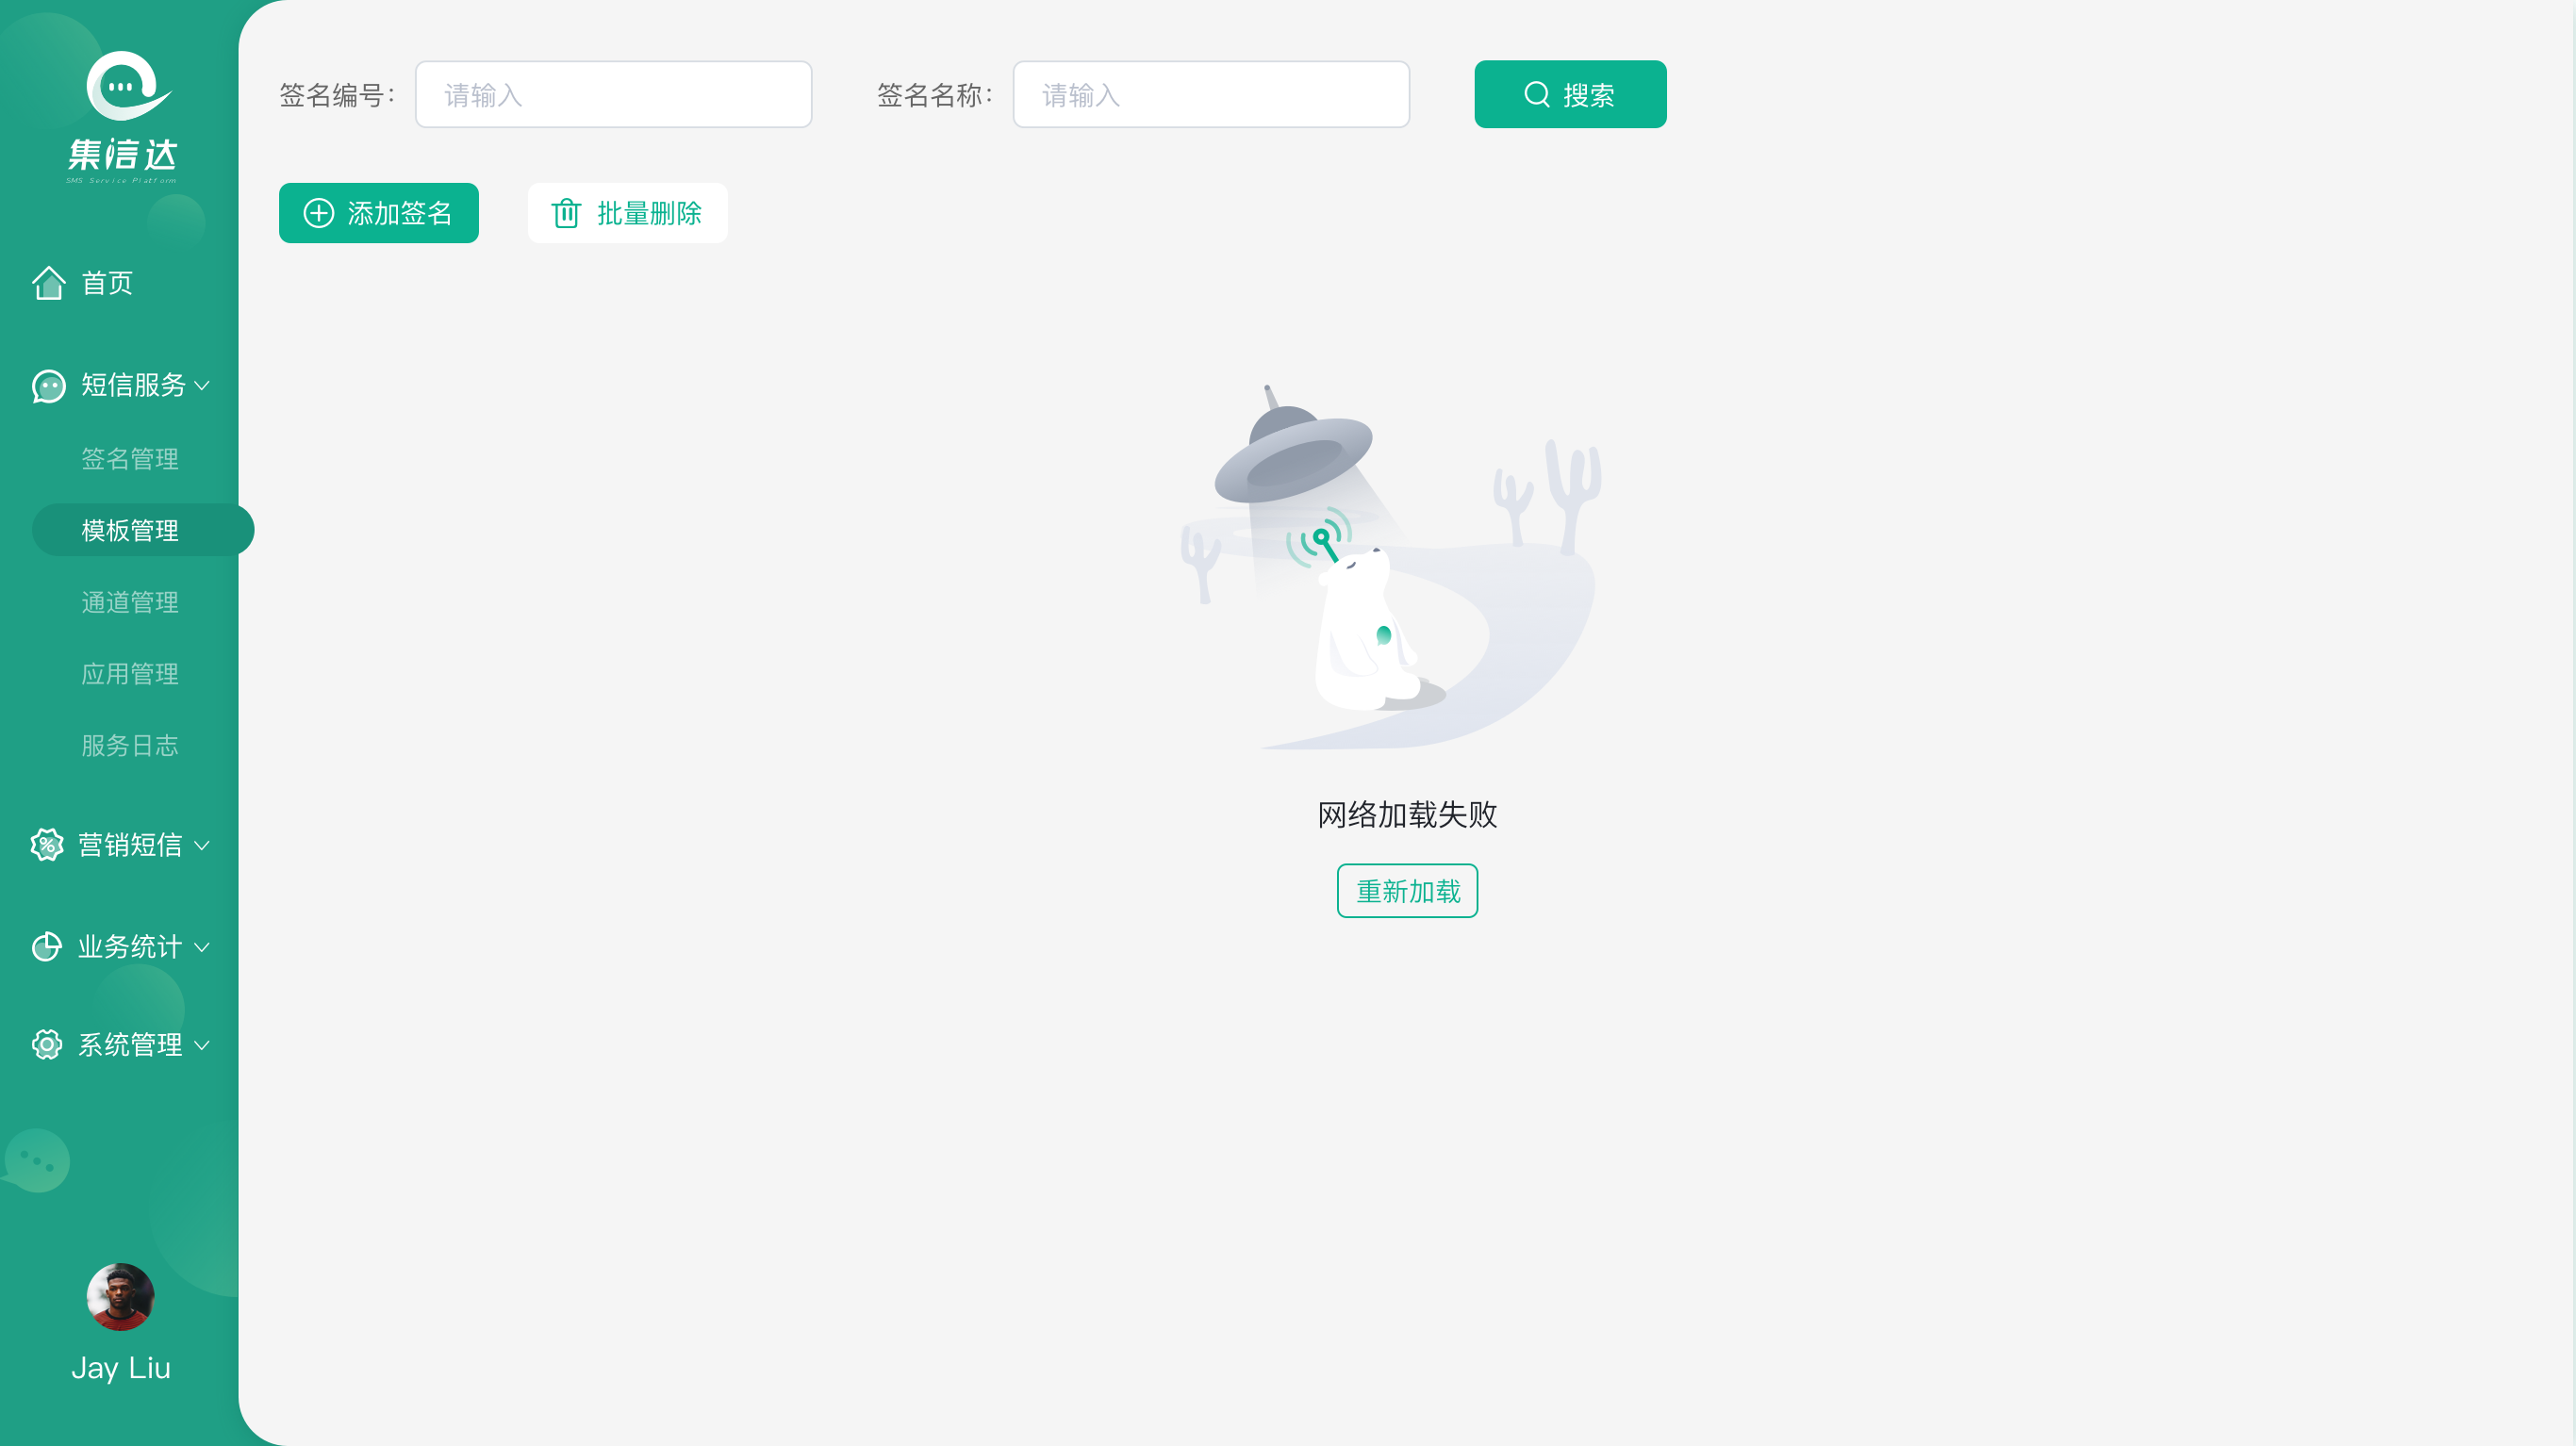 集信达
SMS Service Platform
首页
短信服务
签名管理
模板管理
通道管理
应用管理
服务日志
营销短信
业务统计
系统管理
Jay Liu
签名编号： 请输入 签名名称： 请输入 搜索
添加签名 批量删除
网络加载失败
重新加载